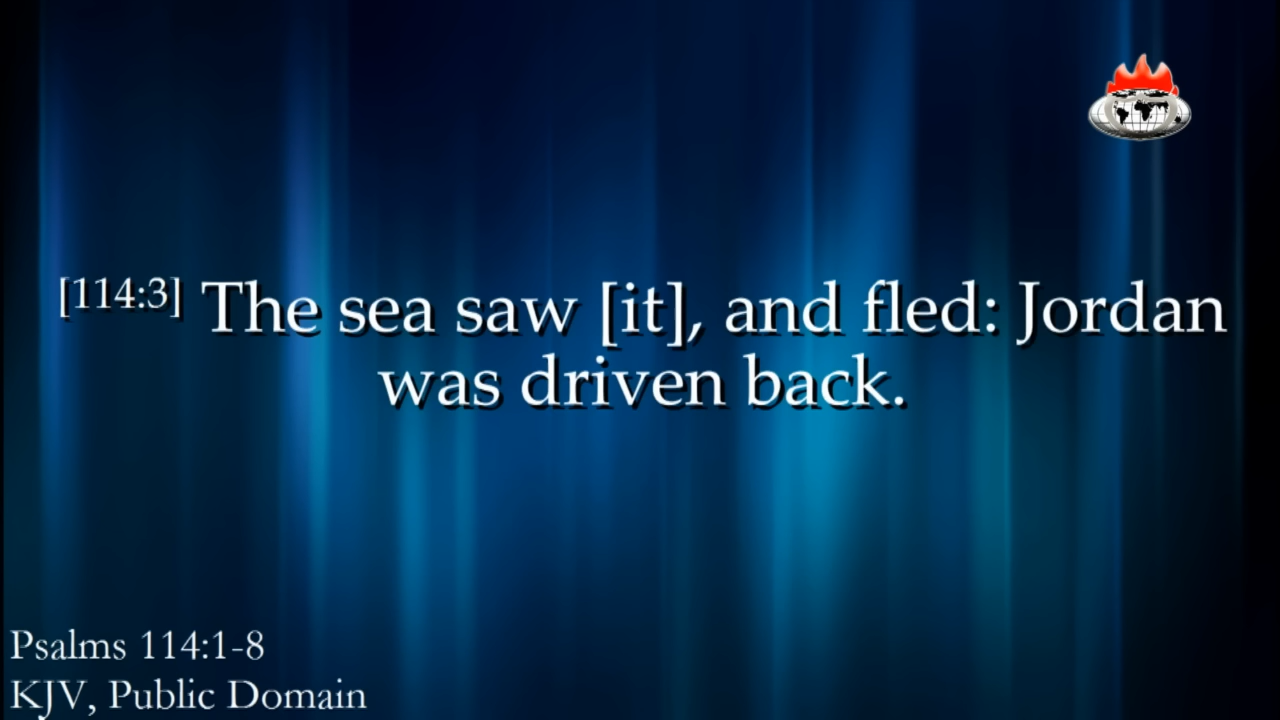 [114:3] The sea saw [it], and fled: Jordan
was driven back.
Psalms 114:1-8
KJV, Public Domain